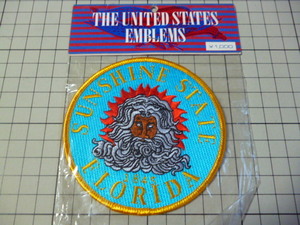 THE UNITED STATES
EMBLEMS
¥1,000
SUNSHINE STATE
FLORIDA